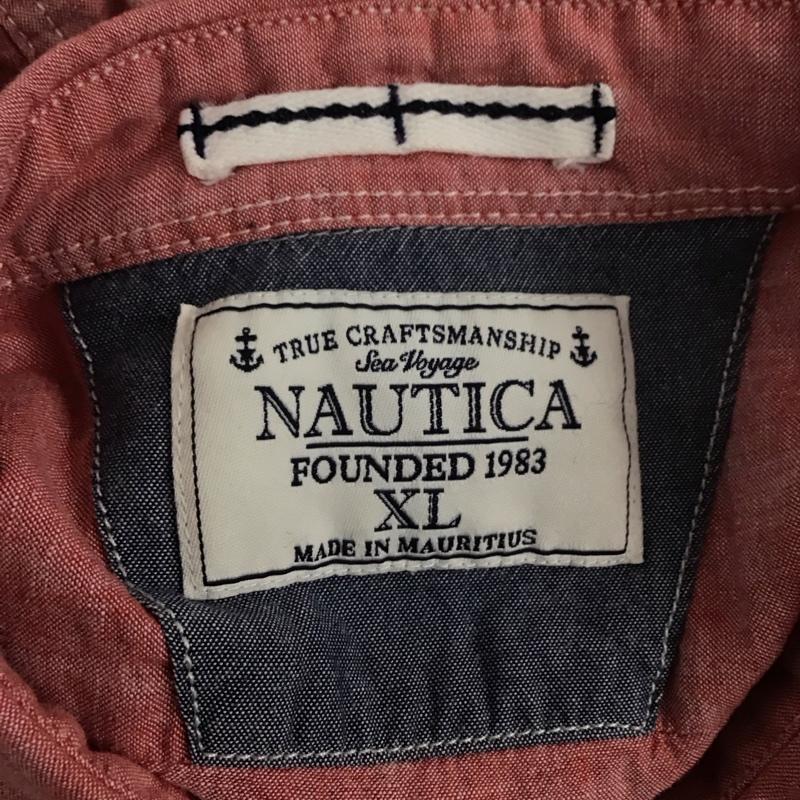 TRUE CRAFTSMANSHIP
Sea Voyage
NAUTICA
FOUNDED 1983
XL
MADE IN MAURITIUS